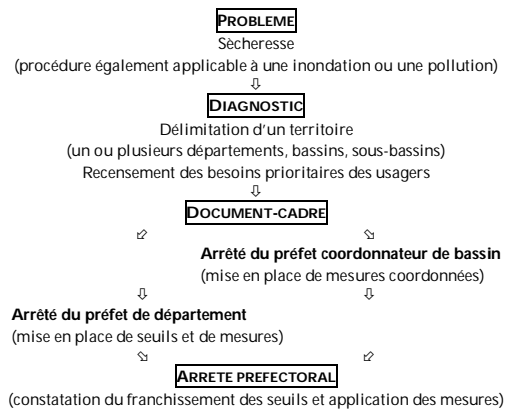 PROBLEME
Sècheresse
(procédure également applicable à une inondation ou une pollution)
⇩
DIAGNOSTIC
Délimitation d'un territoire
(un ou plusieurs départements, bassins, sous-bassins)
Recensement des besoins prioritaires des usagers
⇩
DOCUMENT-CADRE
Arrêté du préfet coordonnateur de bassin
(mise en place de mesures coordonnées)
⇩ ⇩
Arrêté du préfet de département
(mise en place de seuils et de mesures)
ARRETE PREFECTORAL
(constatation du franchissement des seuils et application des mesures)